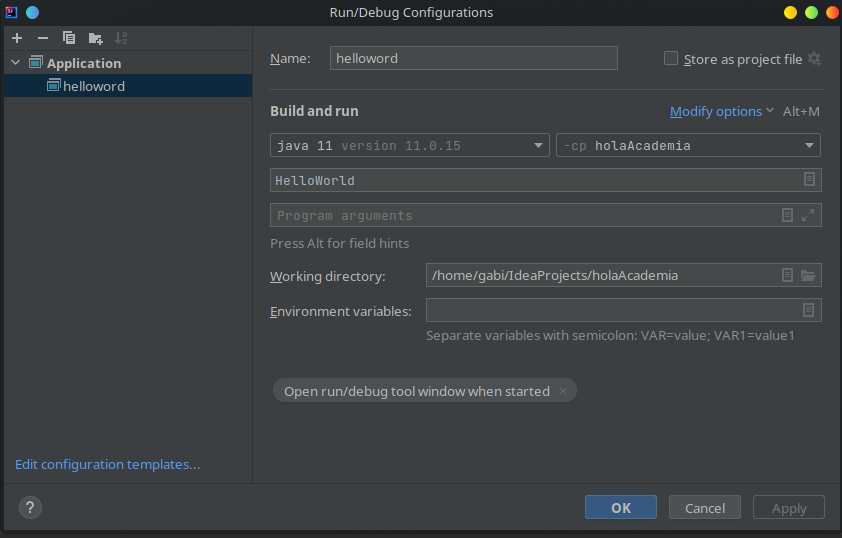 Run/Debug Configurations
Application
helloword
Name: helloword Store as project file
Build and run Modify options Alt+M
java 11 version 11.0.15 -cp holaAcademia
HelloWorld
Program arguments
Press Alt for field hints
Working directory: /home/gabi/IdeaProjects/holaAcademia
Environment variables:
Separate variables with semicolon: VAR=value; VAR1=value1
Open run/debug tool window when started ×
Edit configuration templates...
? OK Cancel Apply